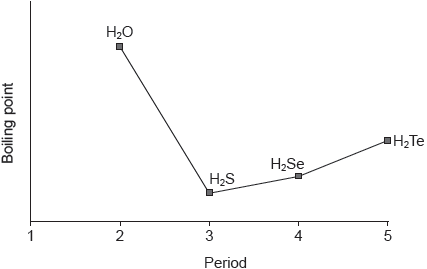 H₂O
H₂Te
H₂Se
H₂S
Boiling point
1 2 3 4 5
Period